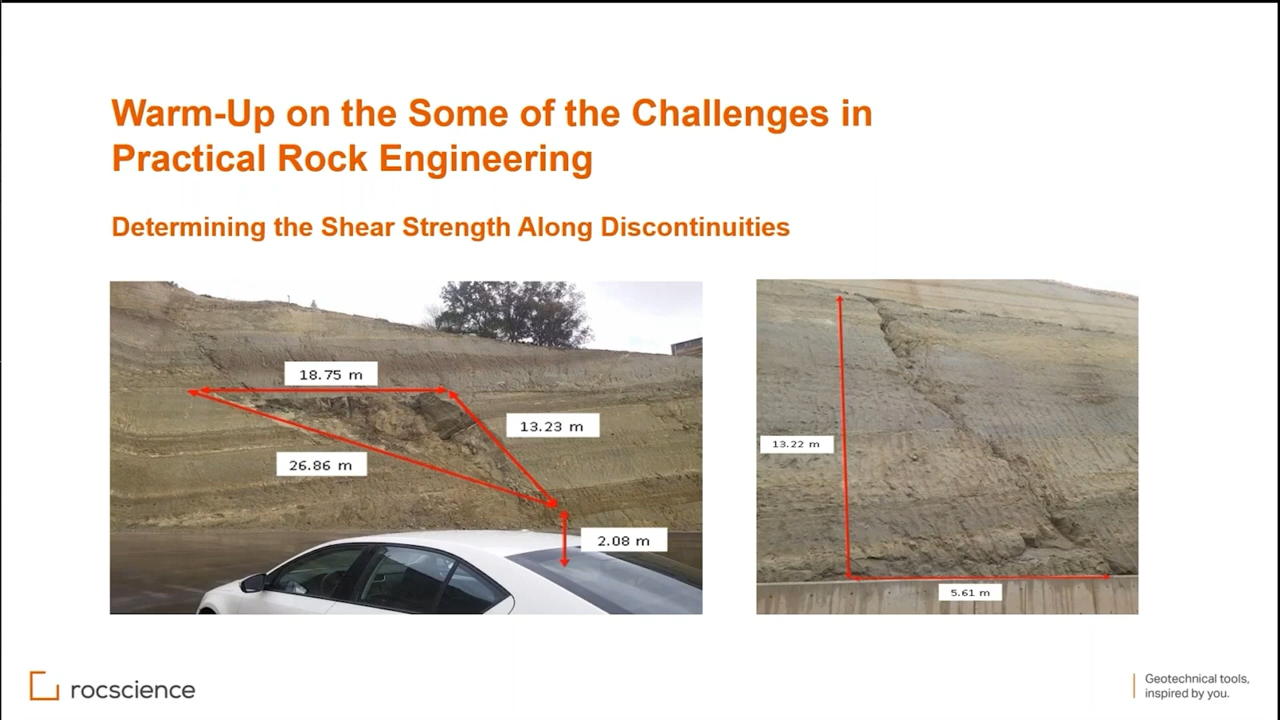 Warm-Up on the Some of the Challenges in
Practical Rock Engineering
Determining the Shear Strength Along Discontinuities
18.75 m
13.23 m
26.86 m
2.08 m
13.22 m
5.61 m
rocscience
Geotechnical tools,
inspired by you.